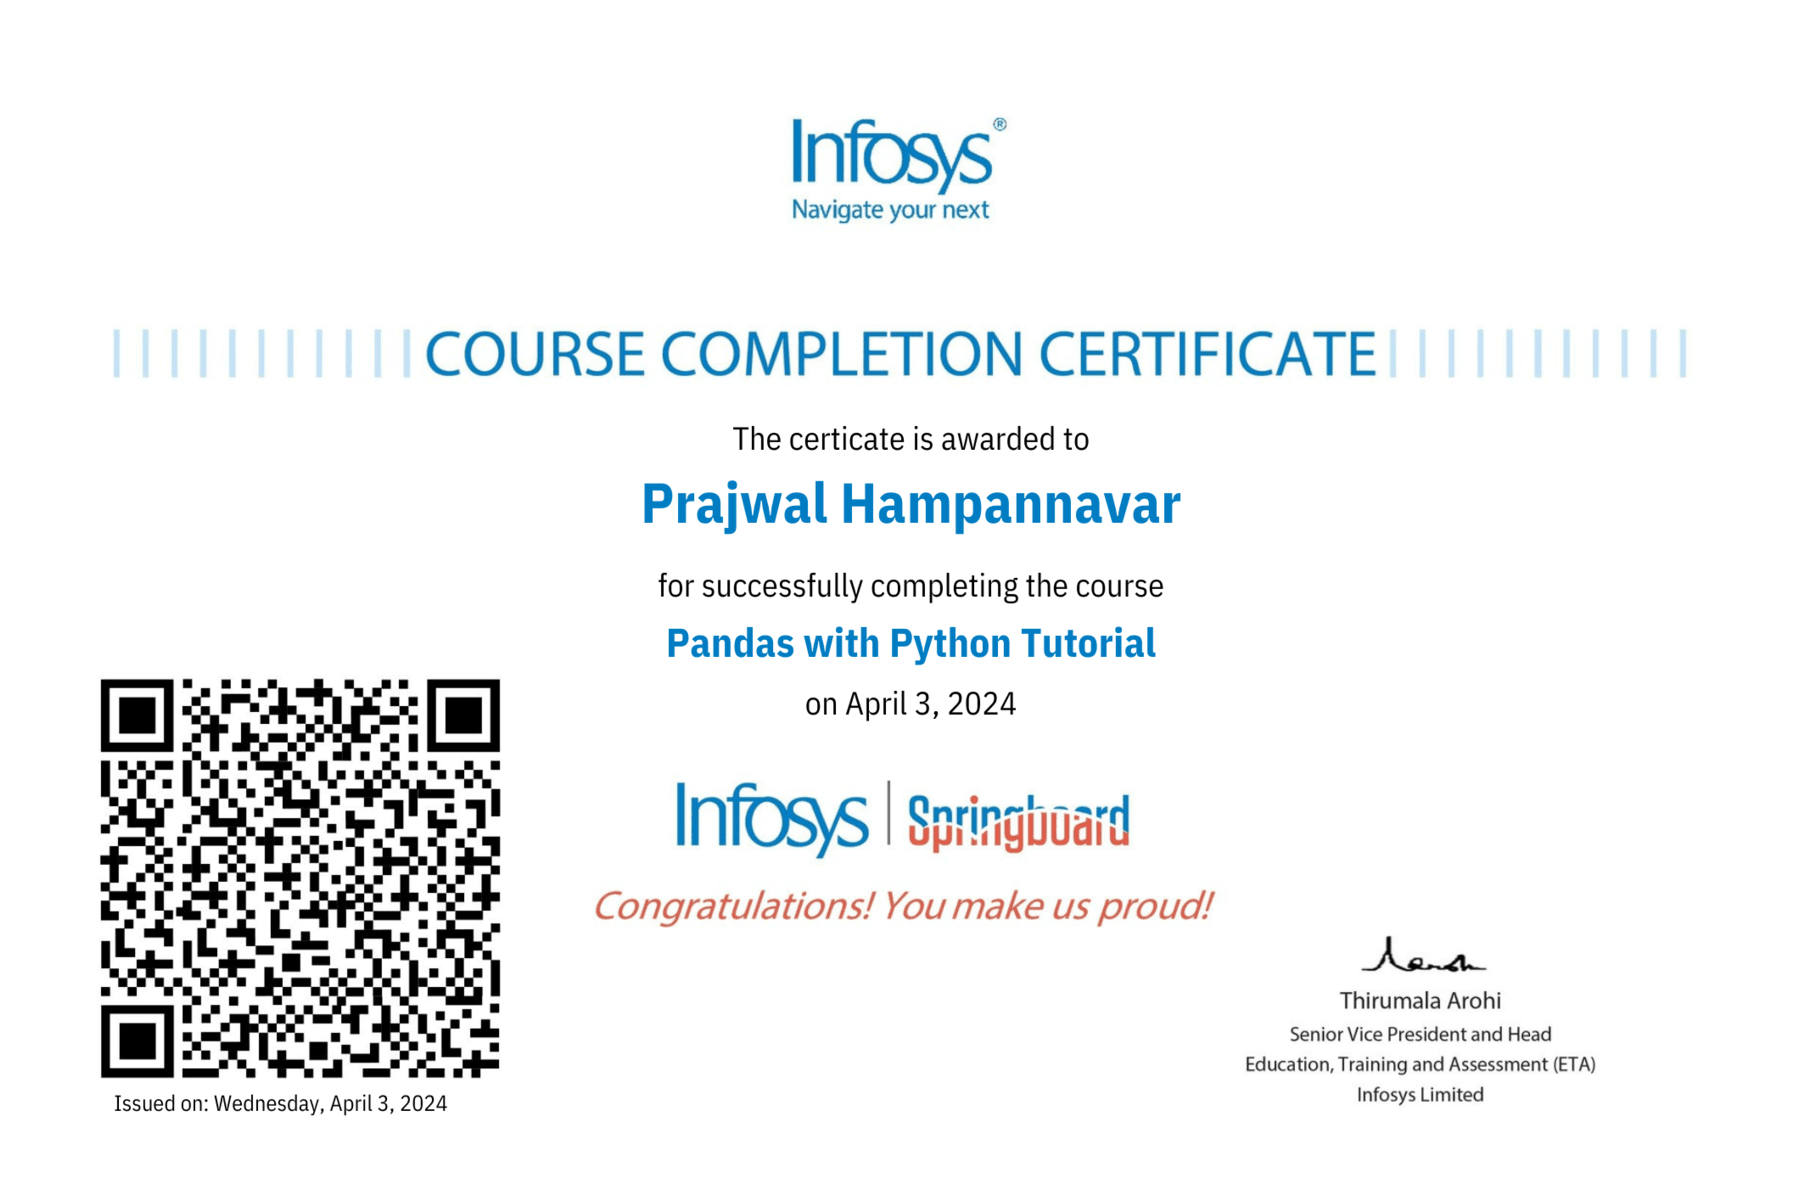 Infosys®
Navigate your next
COURSE COMPLETION CERTIFICATE
The certicate is awarded to
Prajwal Hampannavar
for successfully completing the course
Pandas with Python Tutorial
on April 3, 2024
Infosys | Springboard
Congratulations! You make us proud!
Thirumala Arohi
Senior Vice President and Head
Education, Training and Assessment (ETA)
Infosys Limited
Issued on: Wednesday, April 3, 2024